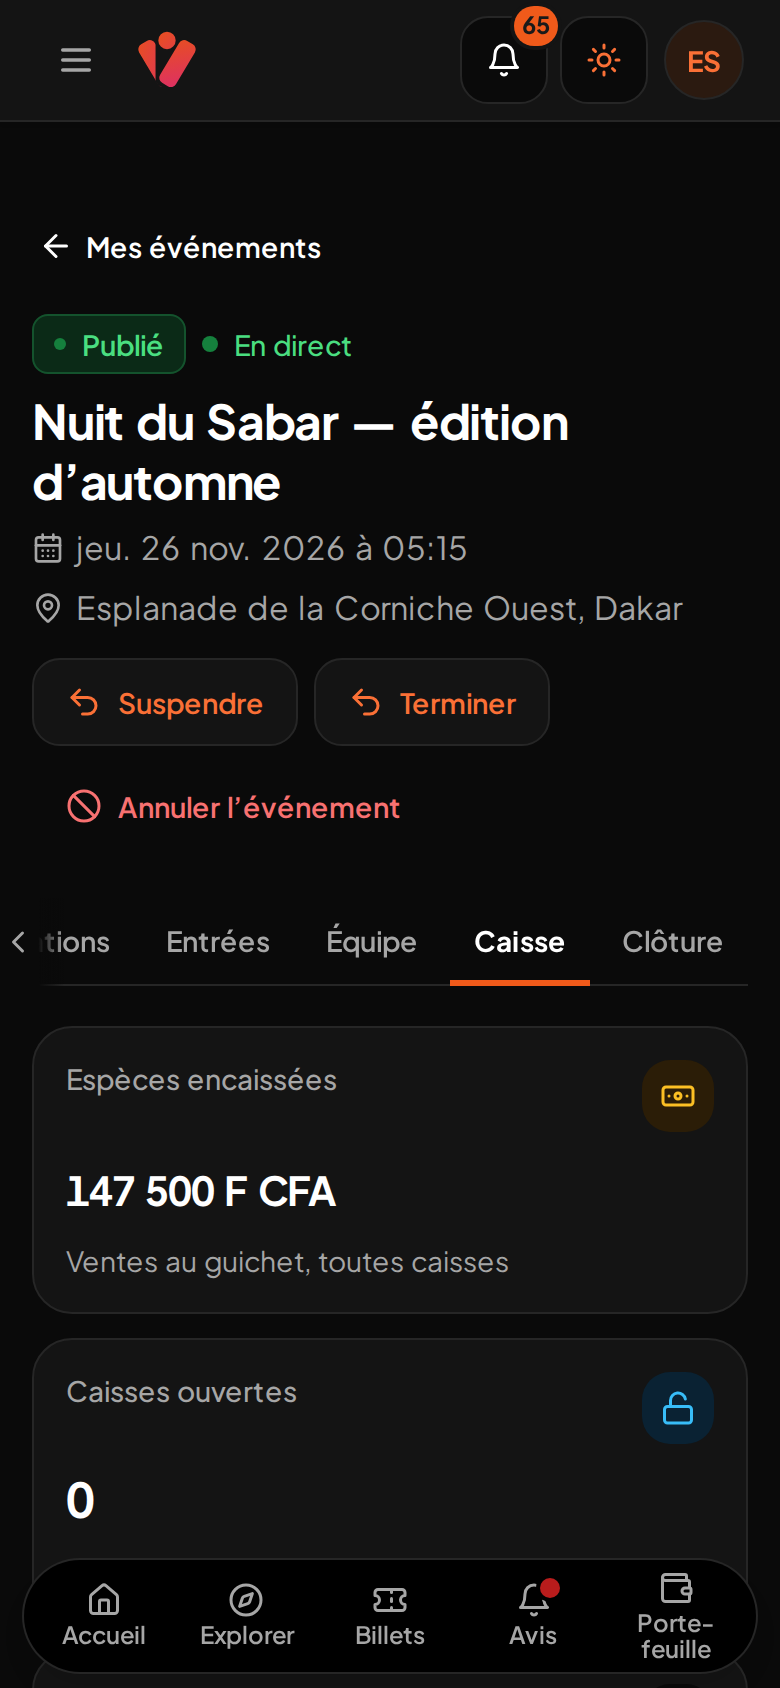 65
ES
Mes événements
Publié
En direct
Nuit du Sabar — édition
d’automne
jeu. 26 nov. 2026 à 05:15
Esplanade de la Corniche Ouest, Dakar
Suspendre
Terminer
Annuler l’événement
tions
Entrées
Équipe
Caisse
Clôture
Espèces encaissées
147 500 F CFA
Ventes au guichet, toutes caisses
Caisses ouvertes
0
Accueil
Explorer
Billets
Avis
Porte-
feuille